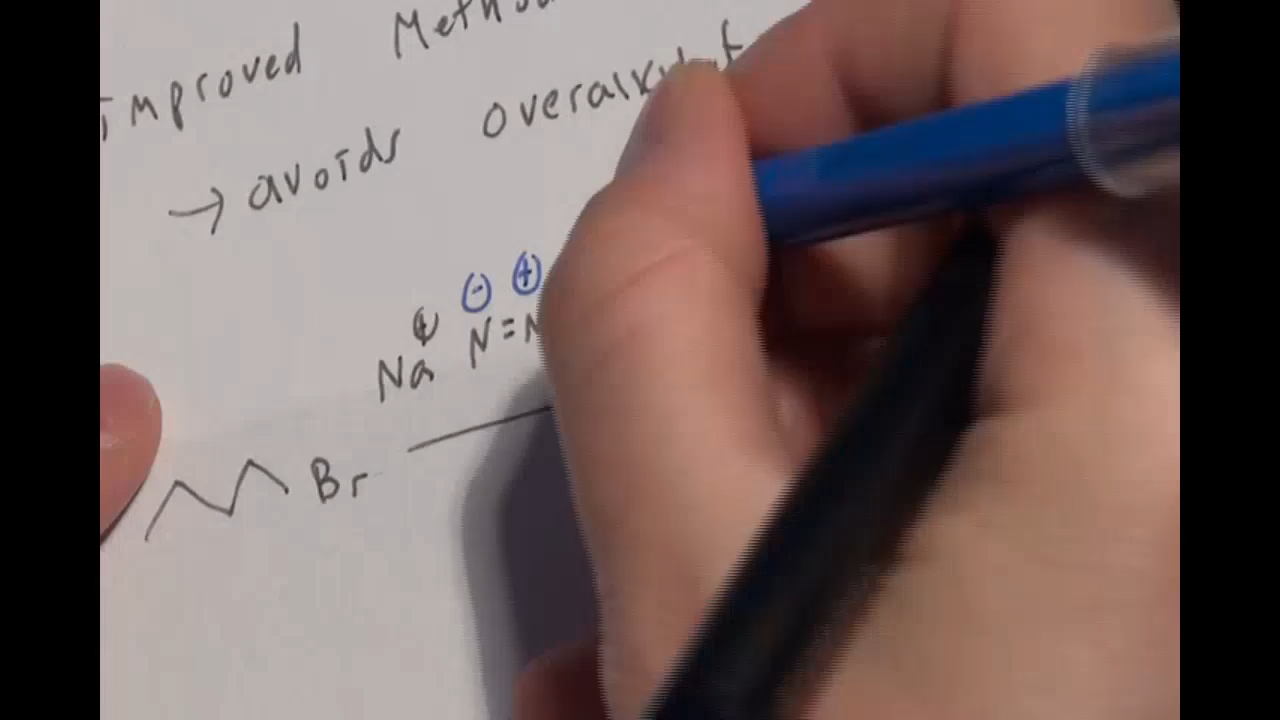 improved
→ avoids
⊖ ⊕
⊕ N=N
Na
Br